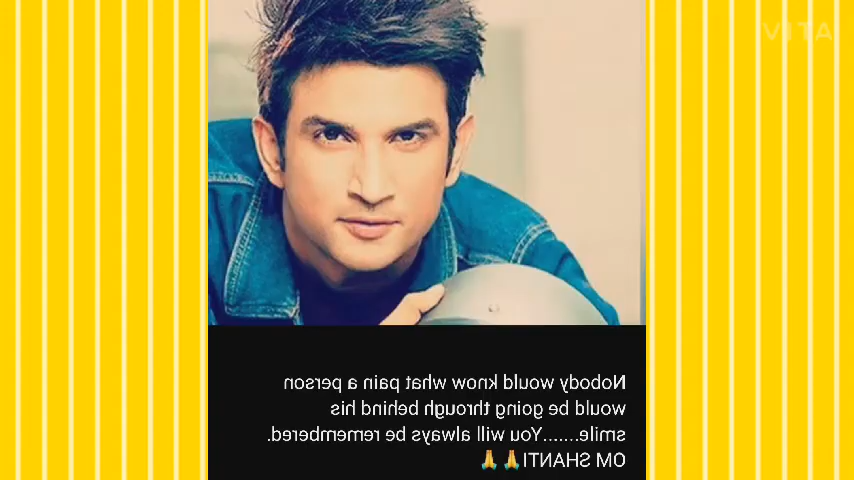 VITA
Nobody would know what pain a person
would be going through behind his
smile.......You will always be remembered.
OM SHANTI🙏🙏